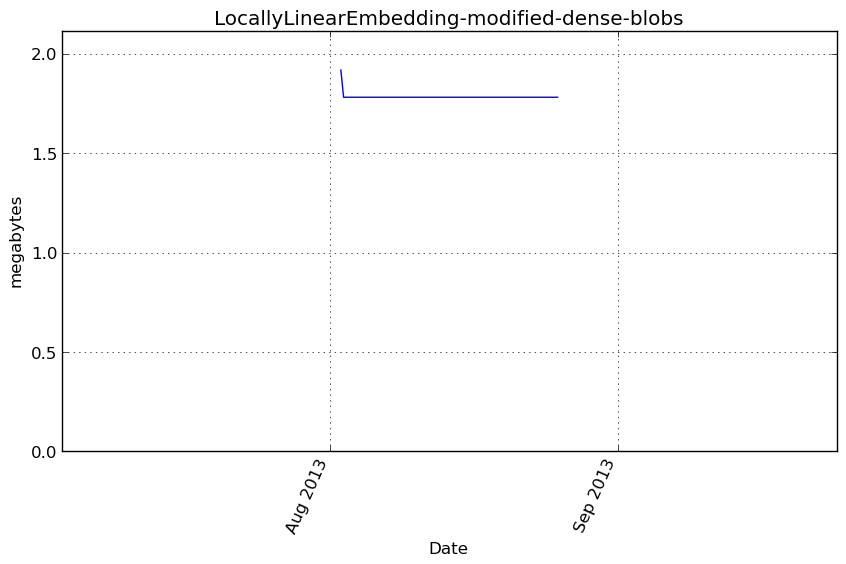 LocallyLinearEmbedding-modified-dense-blobs
2.0
1.5
1.0
0.5
0.0
megabytes
Aug 2013
Sep 2013
Date